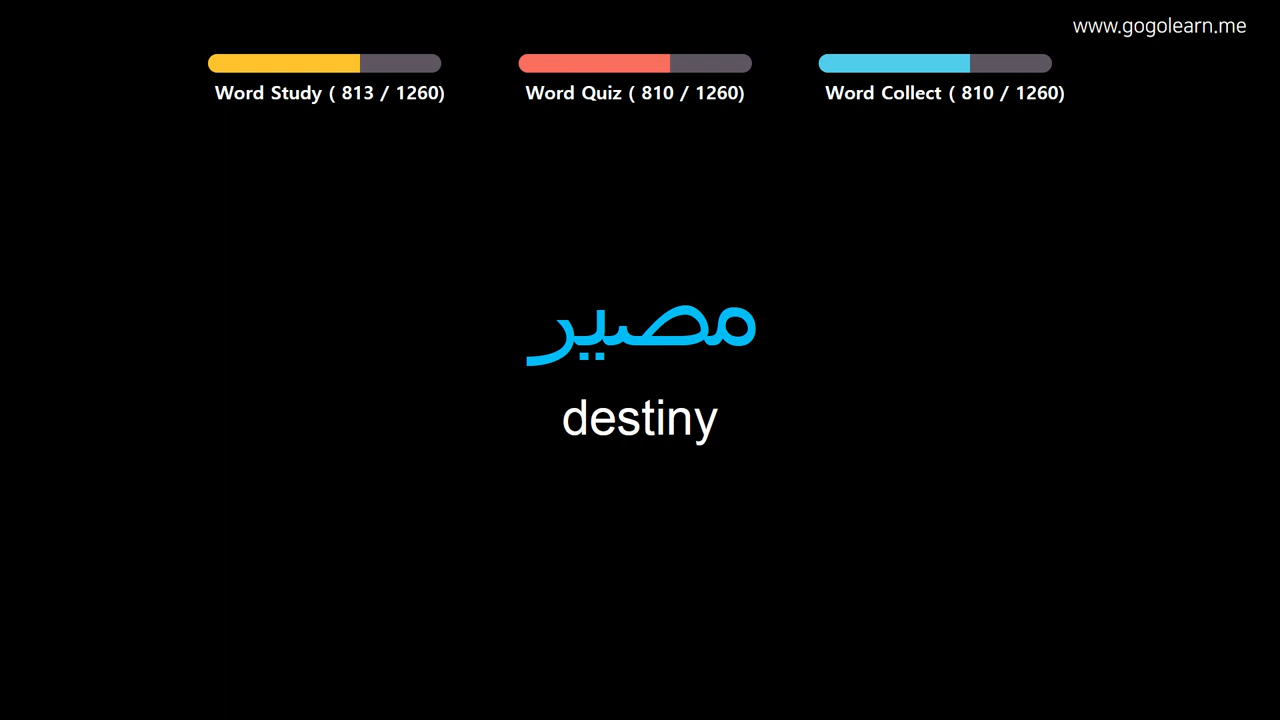 www.gogolearn.me
Word Study ( 813 / 1260)
Word Quiz ( 810 / 1260)
Word Collect ( 810 / 1260)
مصير
destiny